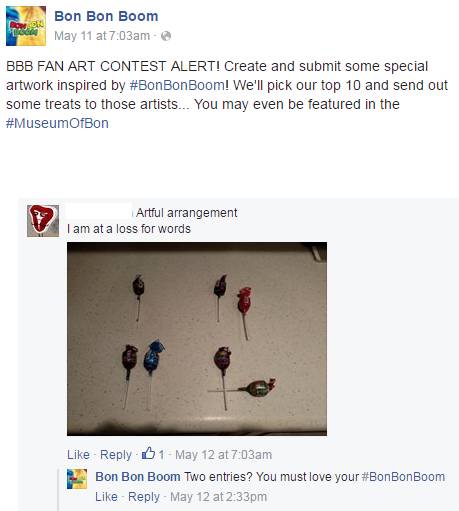 Bon Bon Boom
May 11 at 7:03am ·
BBB FAN ART CONTEST ALERT! Create and submit some special
artwork inspired by #BonBonBoom! We'll pick our top 10 and send out
some treats to those artists... You may even be featured in the
#MuseumOfBon
Artful arrangement
I am at a loss for words
Like · Reply · 1 · May 12 at 7:03am
Bon Bon Boom Two entries? You must love your #BonBonBoom
Like · Reply · May 12 at 2:33pm